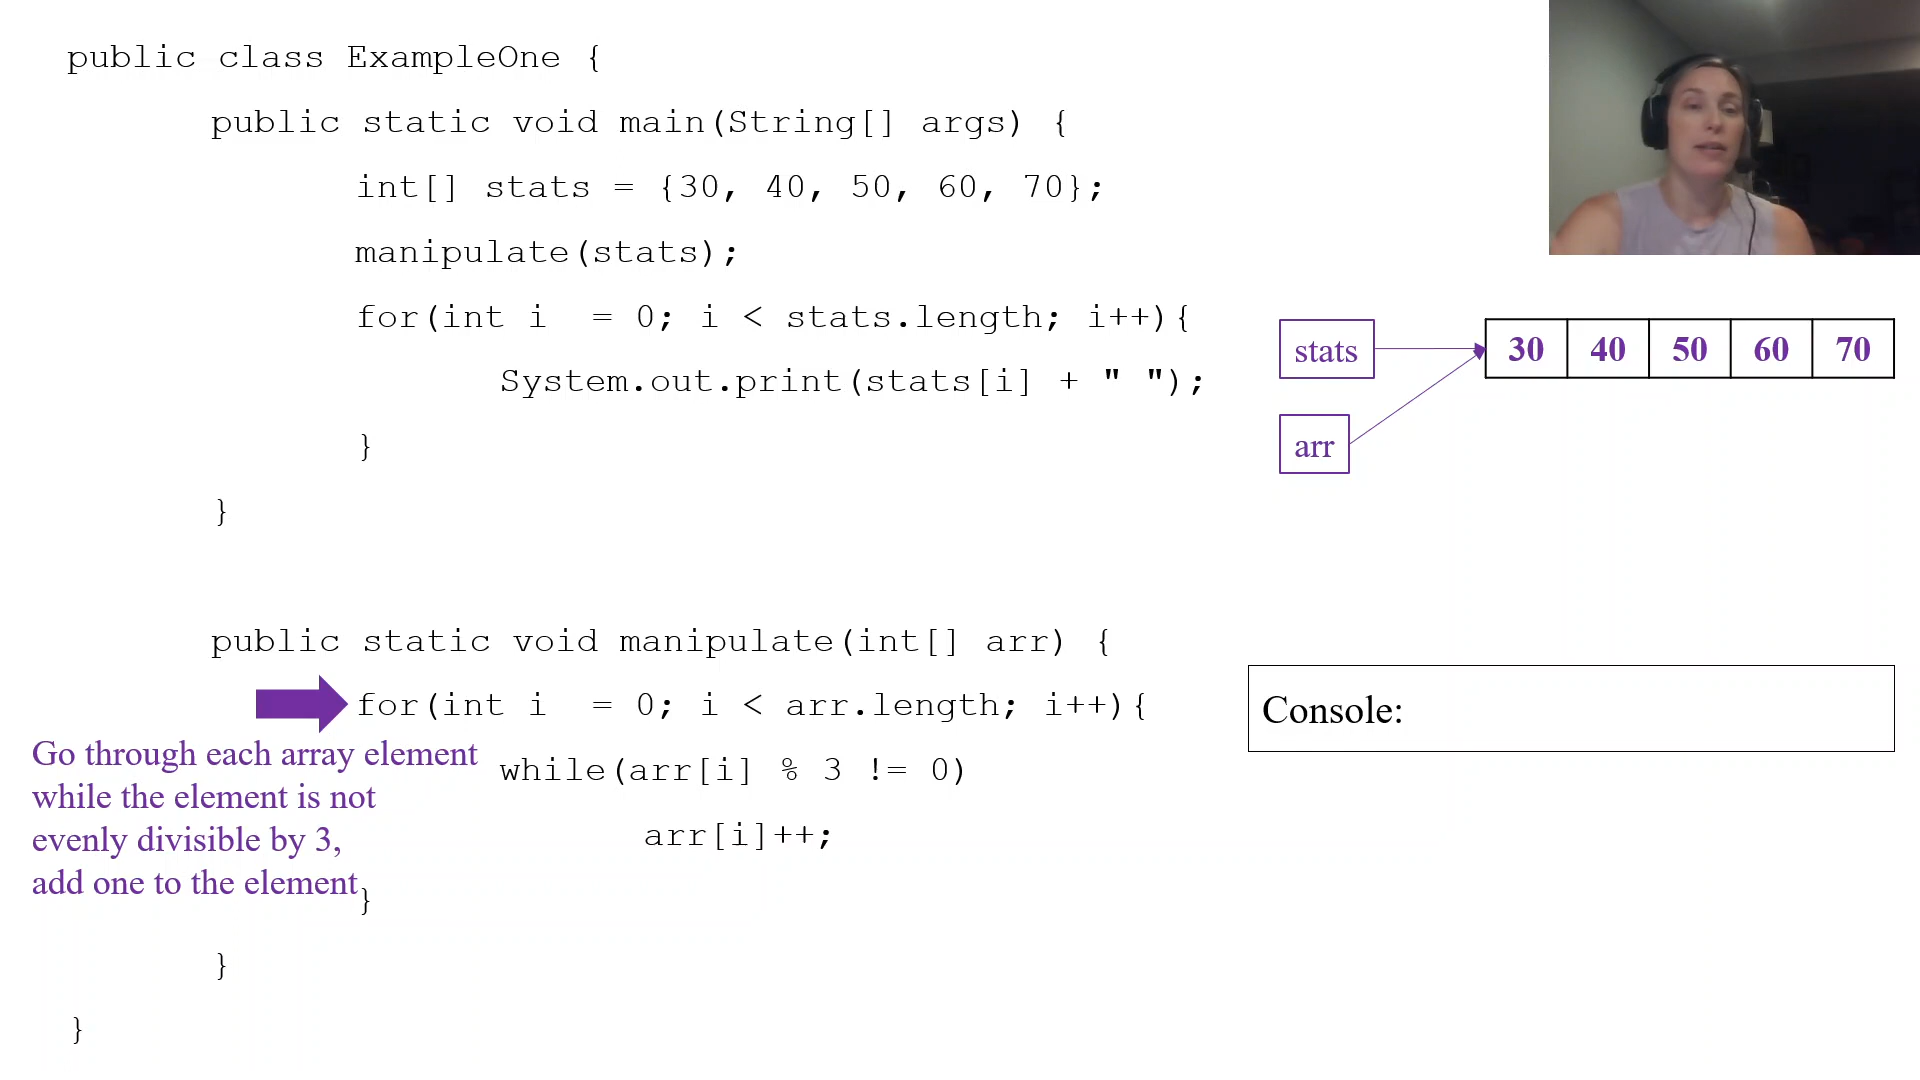 public class ExampleOne {
public static void main(String[] args) {
int[] stats = {30, 40, 50, 60, 70};
manipulate(stats);
for(int i  = 0; i < stats.length; i++){
System.out.print(stats[i] + " ");
}
}
public static void manipulate(int[] arr) {
for(int i  = 0; i < arr.length; i++){
while(arr[i] % 3 != 0)
arr[i]++;
}
}
}
Go through each array element
while the element is not
evenly divisible by 3,
add one to the element
stats
30 40 50 60 70
arr
Console: